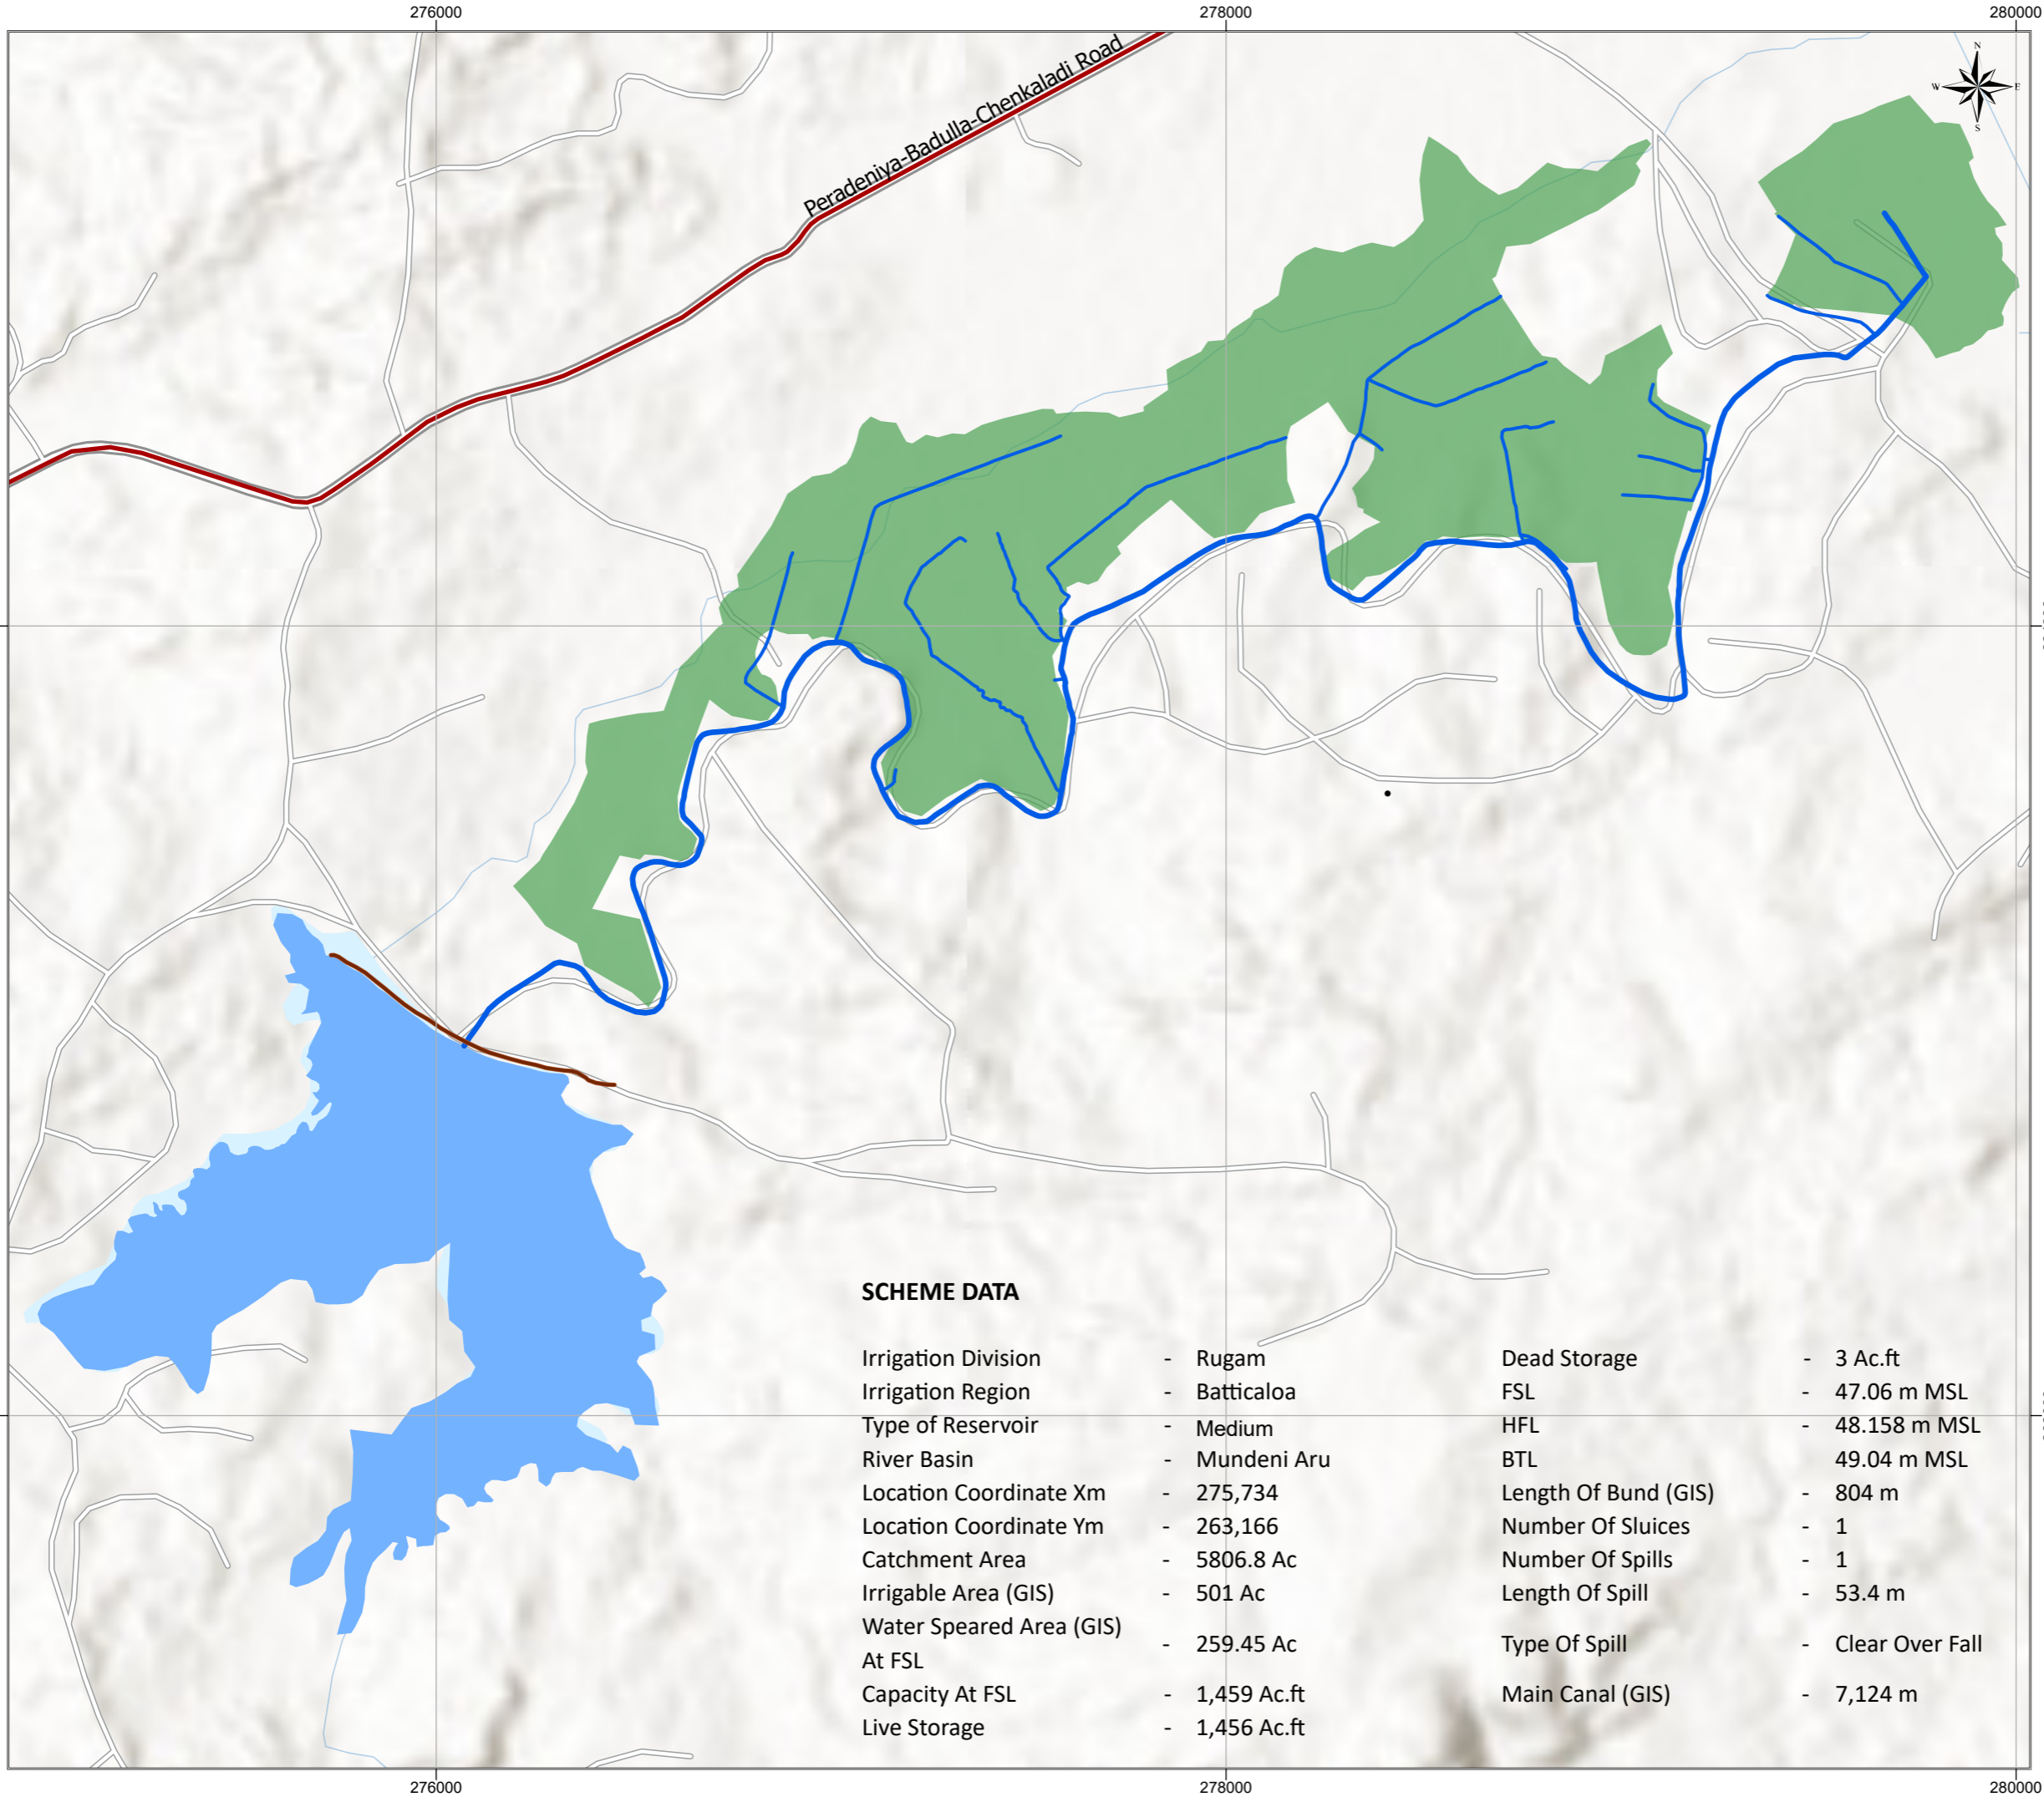 276000 278000 280000
N
W E
S
Peradeniya-Badulla-Chenkaladi Road
SCHEME DATA
Irrigation Division - Rugam Dead Storage - 3 Ac.ft
Irrigation Region - Batticaloa FSL - 47.06 m MSL
Type of Reservoir - Medium HFL - 48.158 m MSL
River Basin - Mundeni Aru BTL 49.04 m MSL
Location Coordinate Xm - 275,734 Length Of Bund (GIS) - 804 m
Location Coordinate Ym - 263,166 Number Of Sluices - 1
Catchment Area - 5806.8 Ac Number Of Spills - 1
Irrigable Area (GIS) - 501 Ac Length Of Spill - 53.4 m
Water Speared Area (GIS)
At FSL - 259.45 Ac Type Of Spill - Clear Over Fall
Capacity At FSL - 1,459 Ac.ft Main Canal (GIS) - 7,124 m
Live Storage - 1,456 Ac.ft
276000 278000 280000